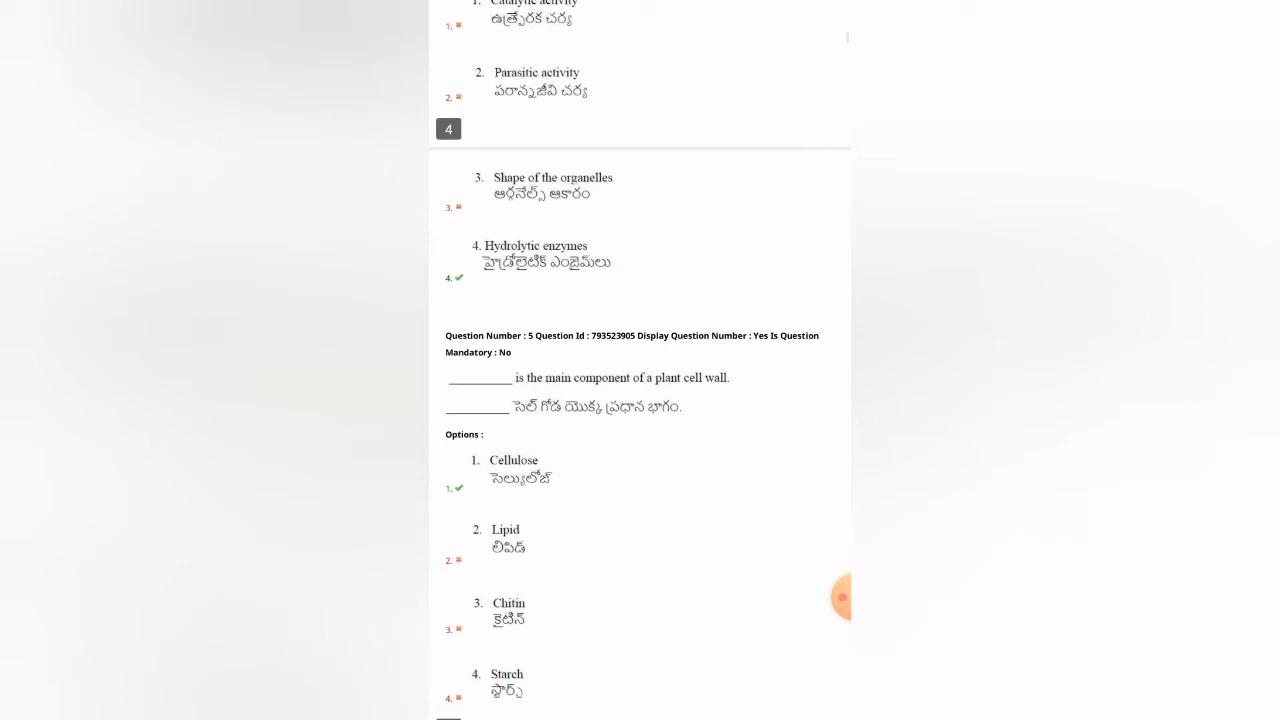 1. Catalytic activity
ఉత్ప్రేరక చర్య
1. ✖
2. Parasitic activity
పరాన్నజీవి చర్య
2. ✖
4
3. Shape of the organelles
ఆర్గనేల్స్ ఆకారం
3. ✖
4. Hydrolytic enzymes
హైడ్రోలైటిక్ ఎంజైమ్‌లు
4. ✔
Question Number : 5 Question Id : 793523905 Display Question Number : Yes Is Question
Mandatory : No
__________ is the main component of a plant cell wall.
__________ సెల్ గోడ యొక్క ప్రధాన భాగం.
Options :
1. Cellulose
సెల్యులోజ్
1. ✔
2. Lipid
లిపిడ్
2. ✖
3. Chitin
కైటిన్
3. ✖
4. Starch
స్టార్చ్
4. ✖